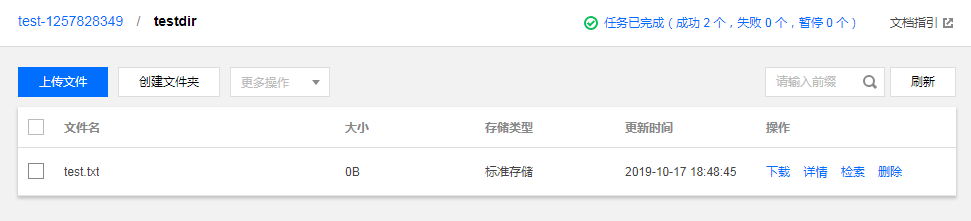 test-1257828349 / testdir 任务已完成（成功 2 个，失败 0 个，暂停 0 个） 文档指引
上传文件 创建文件夹 更多操作 请输入前缀 刷新
文件名 大小 存储类型 更新时间 操作
test.txt 0B 标准存储 2019-10-17 18:48:45 下载 详情 检索 删除